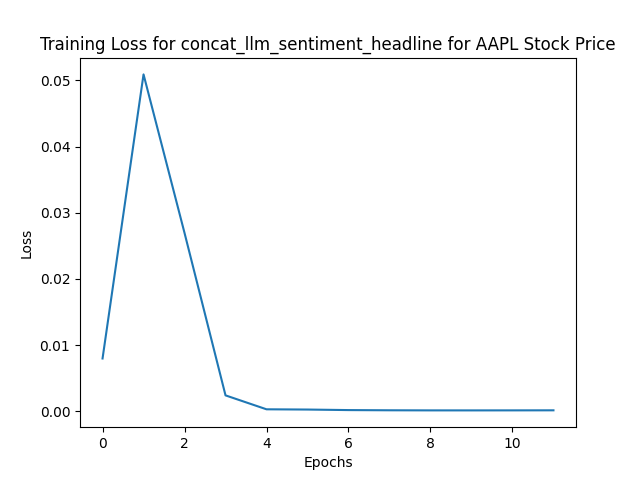 Training Loss for concat_llm_sentiment_headline for AAPL Stock Price
0.05
0.04
0.03
0.02
0.01
0.00
Loss
0 2 4 6 8 10
Epochs